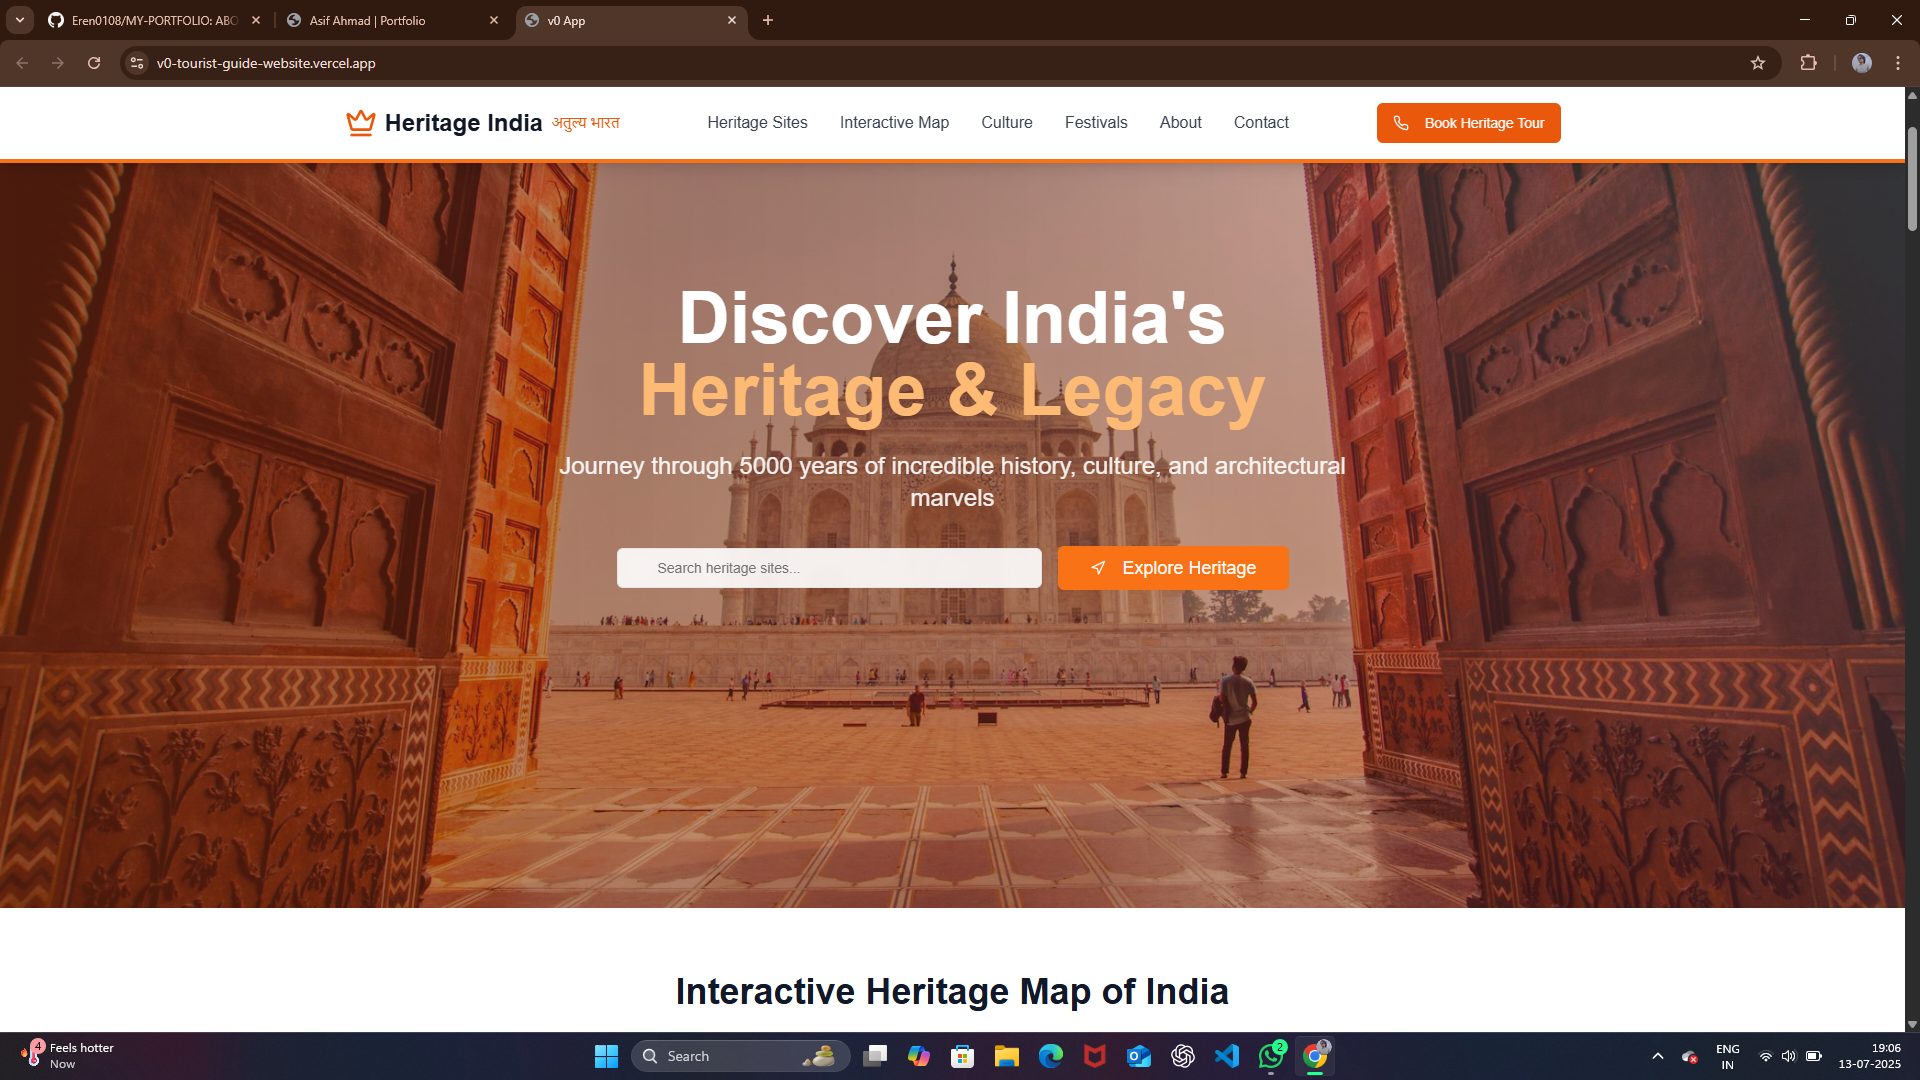 Eren0108/MY-PORTFOLIO: ABO
Asif Ahmad | Portfolio
v0 App
v0-tourist-guide-website.vercel.app
Heritage India अतुल्य भारत
Heritage Sites
Interactive Map
Culture
Festivals
About
Contact
Book Heritage Tour
Discover India's
Heritage & Legacy
Journey through 5000 years of incredible history, culture, and architectural
marvels
Search heritage sites...
Explore Heritage
Interactive Heritage Map of India
4
Feels hotter
Now
Search
2
ENG
IN
19:06
13-07-2025